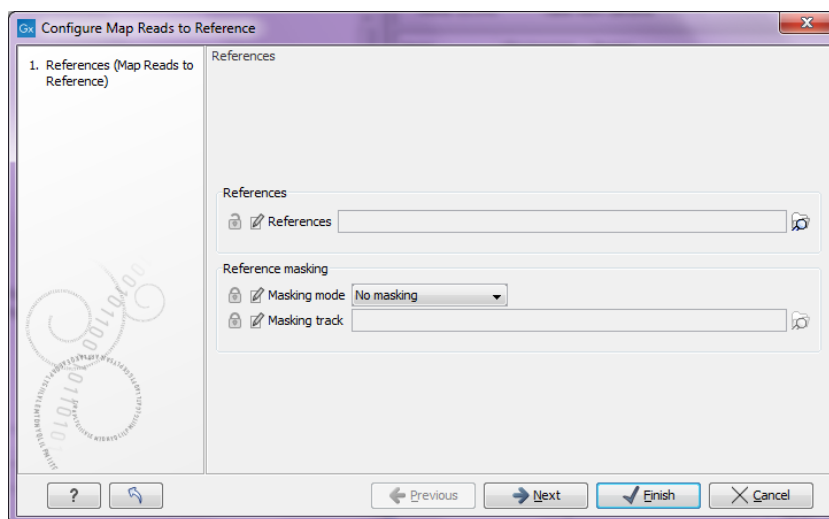 Gx Configure Map Reads to Reference
X
1. References (Map Reads to
Reference)
References
References
References
Reference masking
Masking mode No masking
Masking track
? Previous Next Finish Cancel